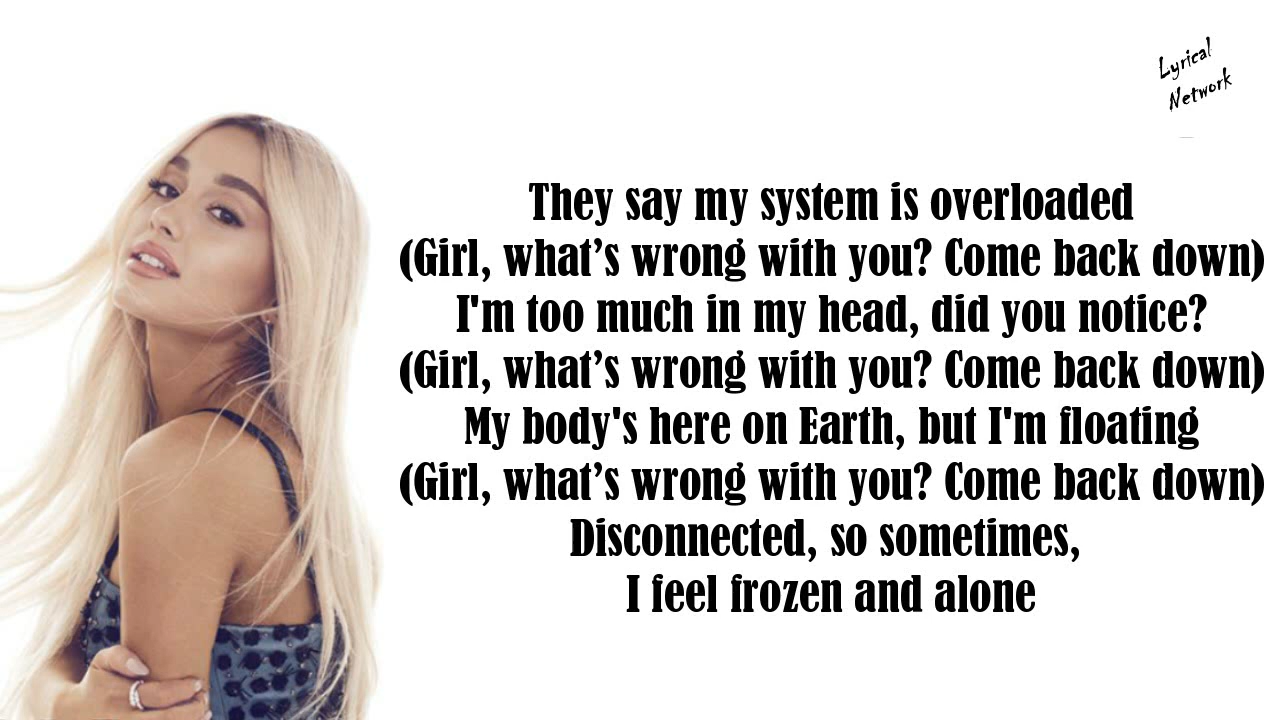 Lyrical
Network
They say my system is overloaded
(Girl, what’s wrong with you? Come back down)
I'm too much in my head, did you notice?
(Girl, what’s wrong with you? Come back down)
My body's here on Earth, but I'm floating
(Girl, what’s wrong with you? Come back down)
Disconnected, so sometimes,
I feel frozen and alone